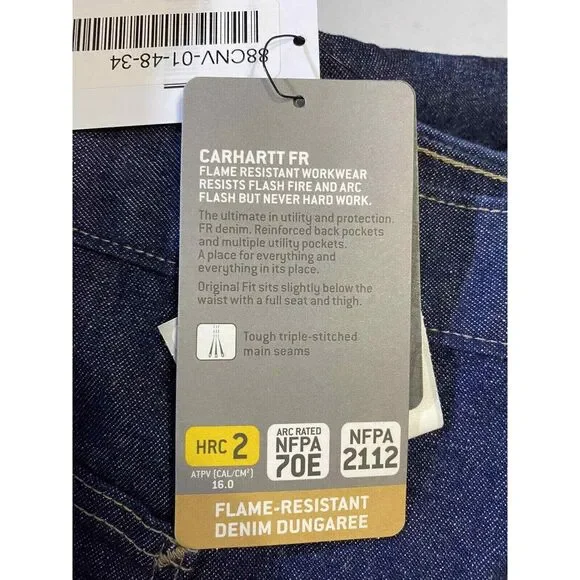 88CNV-01-48-34
CARHARTT FR
FLAME RESISTANT WORKWEAR
RESISTS FLASH FIRE AND ARC
FLASH BUT NEVER HARD WORK.
The ultimate in utility and protection.
FR denim. Reinforced back pockets
and multiple utility pockets.
A place for everything and
everything in its place.
Original Fit sits slightly below the
waist with a full seat and thigh.
Tough triple-stitched
main seams
HRC 2
ATPV (CAL/CM²)
16.0
ARC RATED
NFPA
70E
NFPA
2112
FLAME-RESISTANT
DENIM DUNGAREE